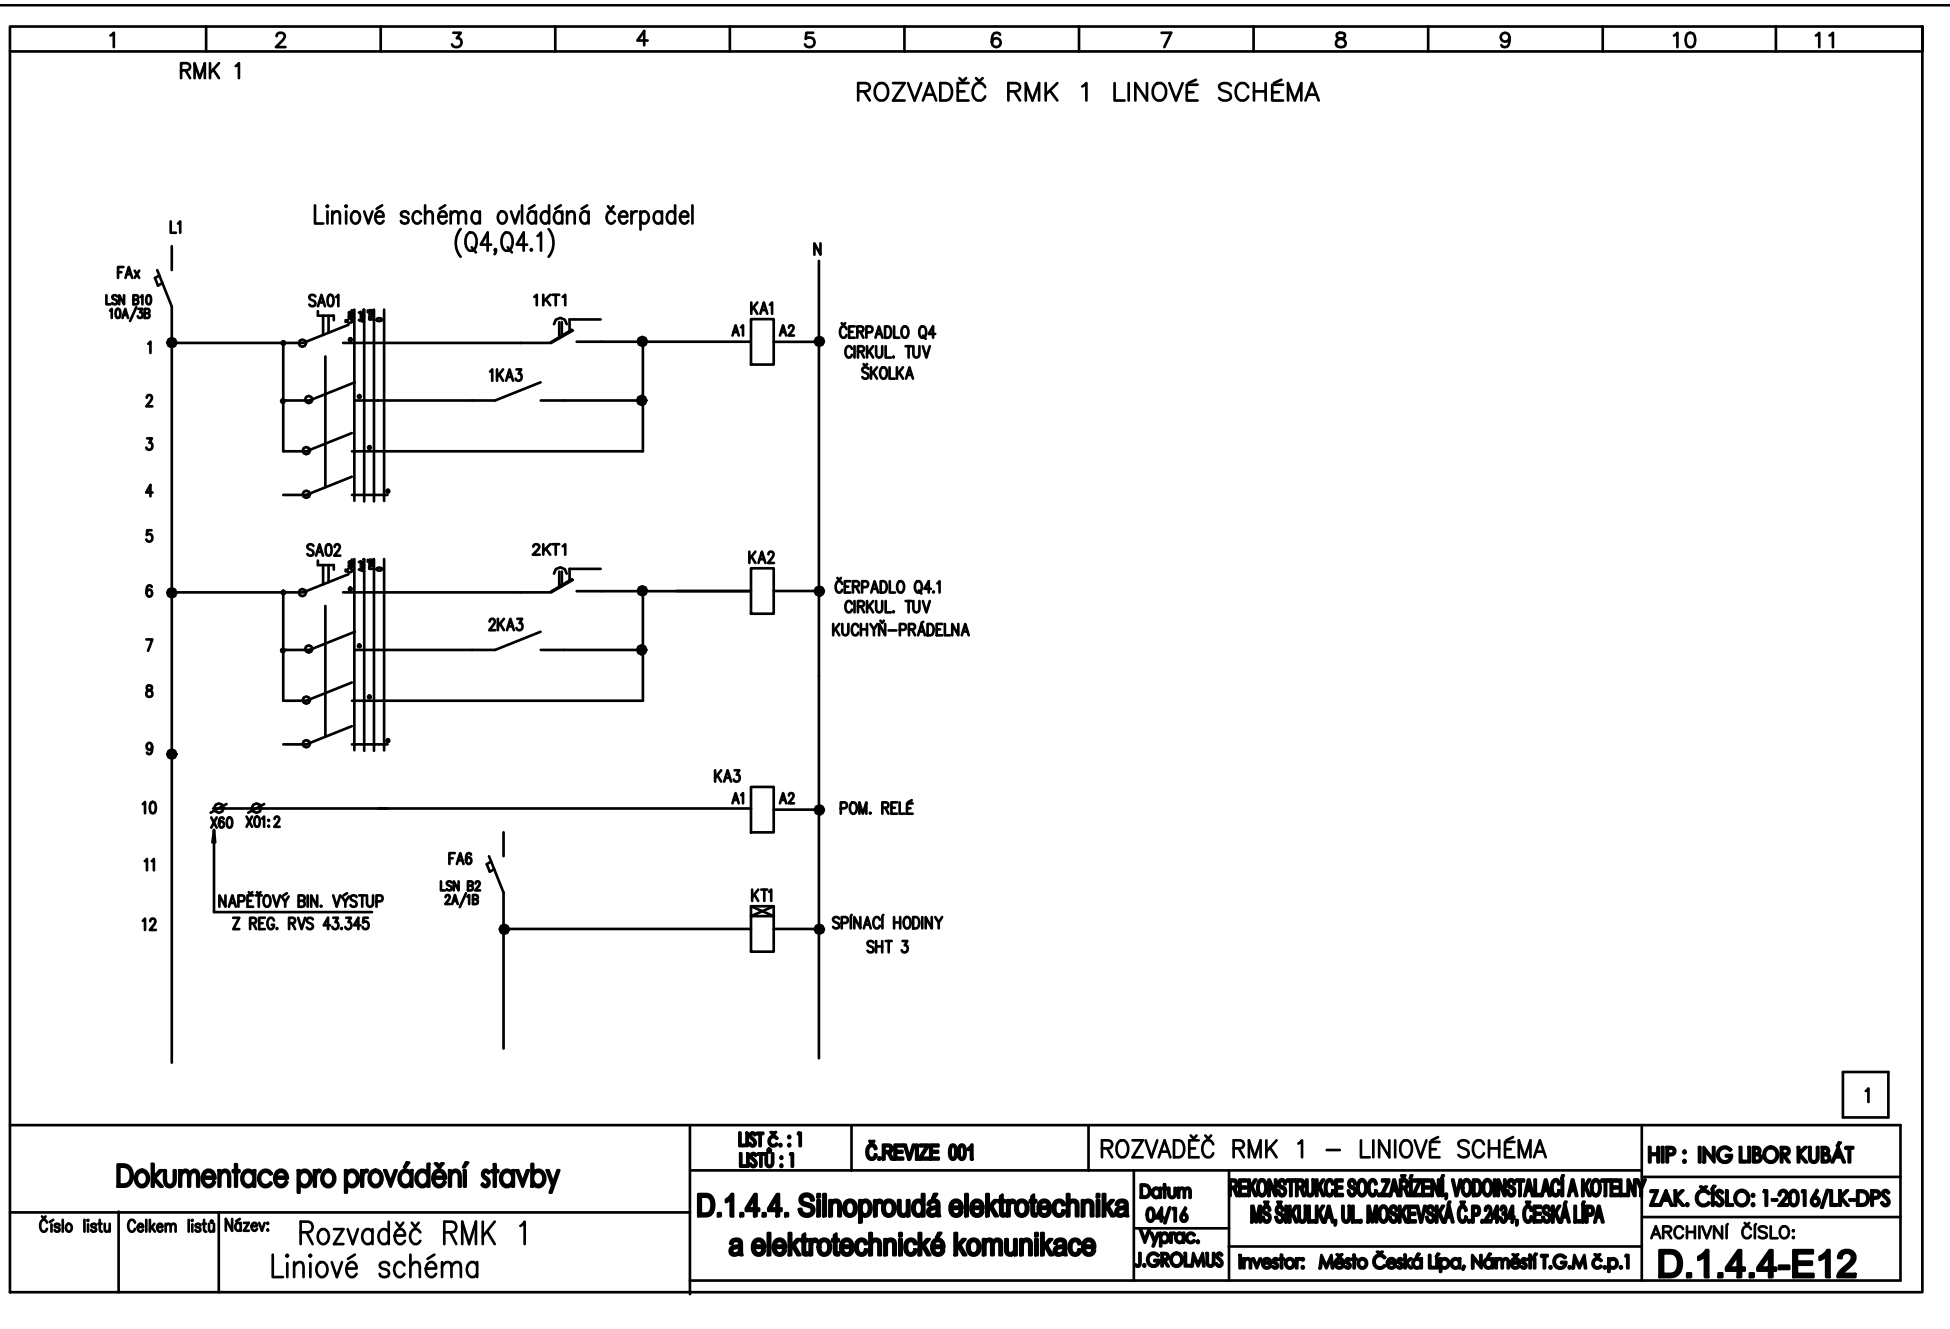 1 2 3 4 5 6 7 8 9 10 11
RMK 1
ROZVADĚČ RMK 1 LINOVÉ SCHÉMA
Liniové schéma ovládáná čerpadel
(Q4,Q4.1)
L1
N
FAx
LSN B10
10A/3B
SA01
1KT1
KA1
A1
A2
ČERPADLO Q4
CIRKUL. TUV
ŠKOLKA
1
1KA3
2
3
4
5
SA02
2KT1
KA2
ČERPADLO Q4.1
CIRKUL. TUV
KUCHYŇ-PRÁDELNA
6
2KA3
7
8
9
KA3
A1
A2
10
X60 X01:2
POM. RELÉ
11
FA6
LSN B2
2A/1B
KT1
NAPĚŤOVÝ BIN. VÝSTUP
Z REG. RVS 43.345
12
SPÍNACÍ HODINY
SHT 3
1
Dokumentace pro provádění stavby
Číslo listu
Celkem listů
Název:
Rozvaděč RMK 1
Liniové schéma
LIST č. : 1
LISTŮ : 1
Č.REVIZE 001
ROZVADĚČ RMK 1 – LINIOVÉ SCHÉMA
HIP : ING LIBOR KUBÁT
D.1.4.4. Silnoproudá elektrotechnika
a elektrotechnické komunikace
Datum
04/16
Vyprac.
J.GROLMUS
REKONSTRUKCE SOC.ZAŘÍZENÍ, VODOINSTALACÍ A KOTELNY
MŠ ŠIKULKA, UL. MOSKEVSKÁ Č.P.2434, ČESKÁ LÍPA
Investor: Město Česká Lípa, Náměstí T.G.M č.p.1
ZAK. ČÍSLO: 1-2016/LK-DPS
ARCHIVNÍ ČÍSLO:
D.1.4.4-E12